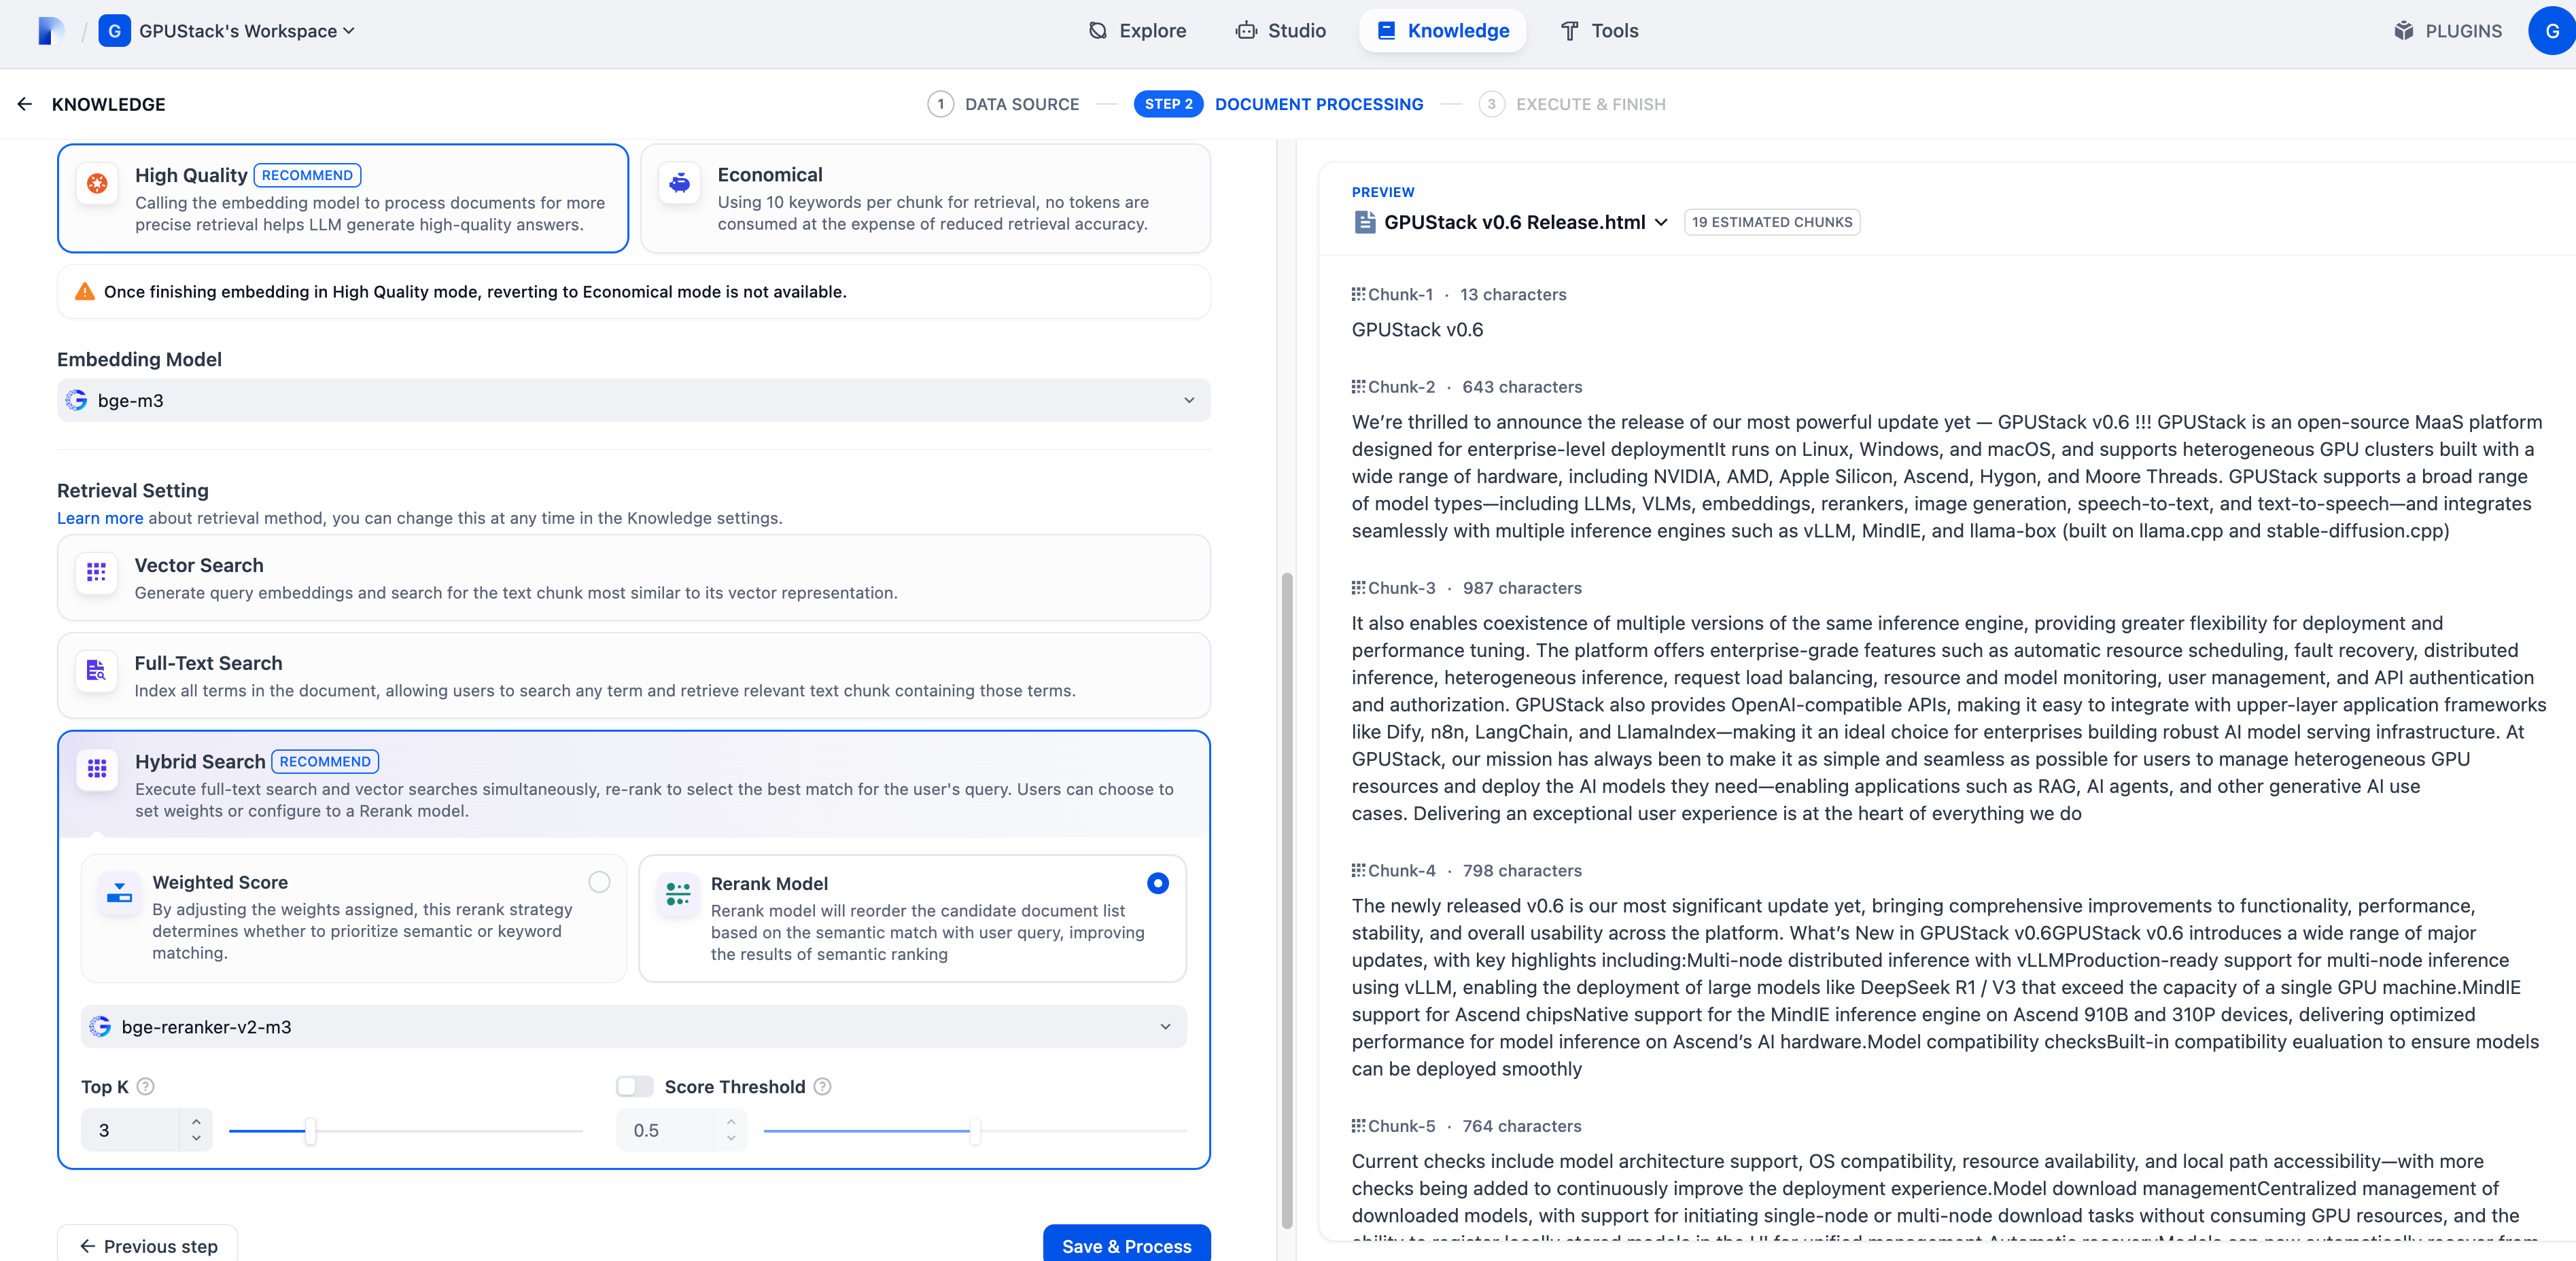 G GPUStack's Workspace
Explore
Studio
Knowledge
Tools
PLUGINS
G
KNOWLEDGE
1 DATA SOURCE
STEP 2 DOCUMENT PROCESSING
3 EXECUTE & FINISH
High Quality RECOMMEND
Calling the embedding model to process documents for more
precise retrieval helps LLM generate high-quality answers.
Economical
Using 10 keywords per chunk for retrieval, no tokens are
consumed at the expense of reduced retrieval accuracy.
Once finishing embedding in High Quality mode, reverting to Economical mode is not available.
Embedding Model
bge-m3
Retrieval Setting
Learn more about retrieval method, you can change this at any time in the Knowledge settings.
Vector Search
Generate query embeddings and search for the text chunk most similar to its vector representation.
Full-Text Search
Index all terms in the document, allowing users to search any term and retrieve relevant text chunk containing those terms.
Hybrid Search RECOMMEND
Execute full-text search and vector searches simultaneously, re-rank to select the best match for the user's query. Users can choose to
set weights or configure to a Rerank model.
Weighted Score
By adjusting the weights assigned, this rerank strategy
determines whether to prioritize semantic or keyword
matching.
Rerank Model
Rerank model will reorder the candidate document list
based on the semantic match with user query, improving
the results of semantic ranking
bge-reranker-v2-m3
Top K
3
Score Threshold
0.5
Previous step
Save & Process
PREVIEW
GPUStack v0.6 Release.html 19 ESTIMATED CHUNKS
Chunk-1 · 13 characters
GPUStack v0.6
Chunk-2 · 643 characters
We’re thrilled to announce the release of our most powerful update yet — GPUStack v0.6 !!! GPUStack is an open-source MaaS platform
designed for enterprise-level deploymentIt runs on Linux, Windows, and macOS, and supports heterogeneous GPU clusters built with a
wide range of hardware, including NVIDIA, AMD, Apple Silicon, Ascend, Hygon, and Moore Threads. GPUStack supports a broad range
of model types—including LLMs, VLMs, embeddings, rerankers, image generation, speech-to-text, and text-to-speech—and integrates
seamlessly with multiple inference engines such as vLLM, MindIE, and llama-box (built on llama.cpp and stable-diffusion.cpp)
Chunk-3 · 987 characters
It also enables coexistence of multiple versions of the same inference engine, providing greater flexibility for deployment and
performance tuning. The platform offers enterprise-grade features such as automatic resource scheduling, fault recovery, distributed
inference, heterogeneous inference, request load balancing, resource and model monitoring, user management, and API authentication
and authorization. GPUStack also provides OpenAI-compatible APIs, making it easy to integrate with upper-layer application frameworks
like Dify, n8n, LangChain, and LlamaIndex—making it an ideal choice for enterprises building robust AI model serving infrastructure. At
GPUStack, our mission has always been to make it as simple and seamless as possible for users to manage heterogeneous GPU
resources and deploy the AI models they need—enabling applications such as RAG, AI agents, and other generative AI use
cases. Delivering an exceptional user experience is at the heart of everything we do
Chunk-4 · 798 characters
The newly released v0.6 is our most significant update yet, bringing comprehensive improvements to functionality, performance,
stability, and overall usability across the platform. What’s New in GPUStack v0.6GPUStack v0.6 introduces a wide range of major
updates, with key highlights including:Multi-node distributed inference with vLLMProduction-ready support for multi-node inference
using vLLM, enabling the deployment of large models like DeepSeek R1 / V3 that exceed the capacity of a single GPU machine.MindIE
support for Ascend chipsNative support for the MindIE inference engine on Ascend 910B and 310P devices, delivering optimized
performance for model inference on Ascend’s AI hardware.Model compatibility checksBuilt-in compatibility eualuation to ensure models
can be deployed smoothly
Chunk-5 · 764 characters
Current checks include model architecture support, OS compatibility, resource availability, and local path accessibility—with more
checks being added to continuously improve the deployment experience.Model download managementCentralized management of
downloaded models, with support for initiating single-node or multi-node download tasks without consuming GPU resources, and the
ability to register locally stored models in the UI for unified management.Automatic recoveryModels can now automatically recover from